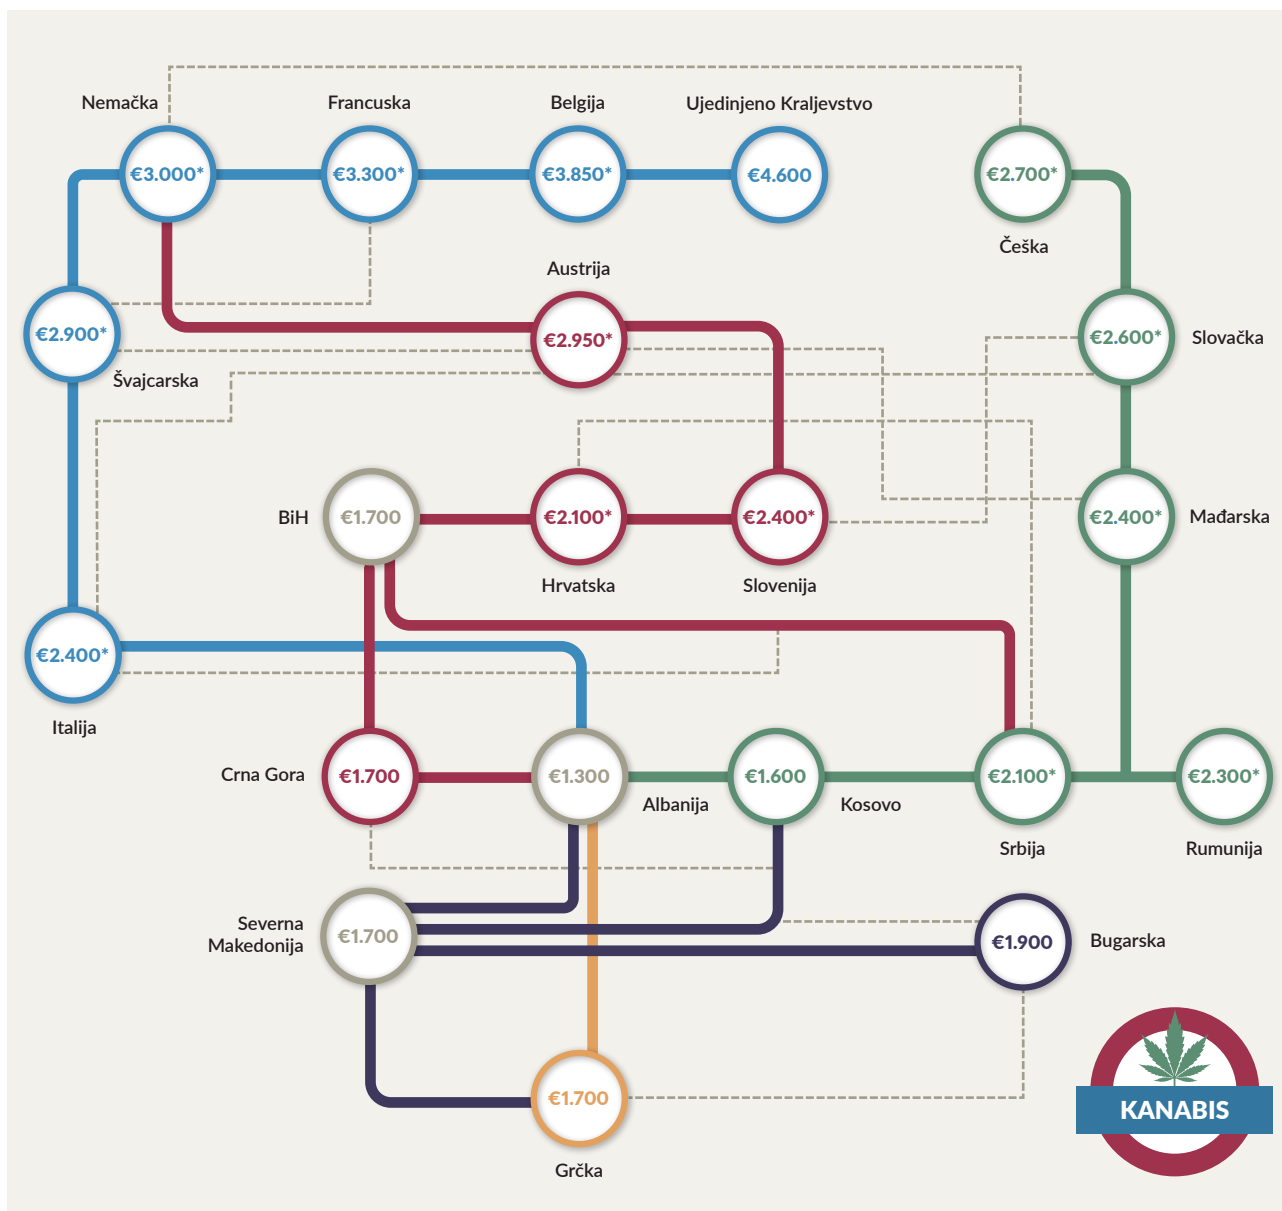 Nemačka
Francuska
Belgija
Ujedinjeno Kraljevstvo
€3.000*
€3.300*
€3.850*
€4.600
€2.700*
Češka
Austrija
€2.900*
€2.950*
€2.600*
Slovačka
Švajcarska
BiH
€1.700
€2.100*
€2.400*
€2.400*
Mađarska
Hrvatska
Slovenija
€2.400*
Italija
Crna Gora
€1.700
€1.300
Albanija
€1.600
Kosovo
€2.100*
€2.300*
Srbija
Rumunija
Severna
Makedonija
€1.700
€1.900
Bugarska
€1.700
Grčka
KANABIS